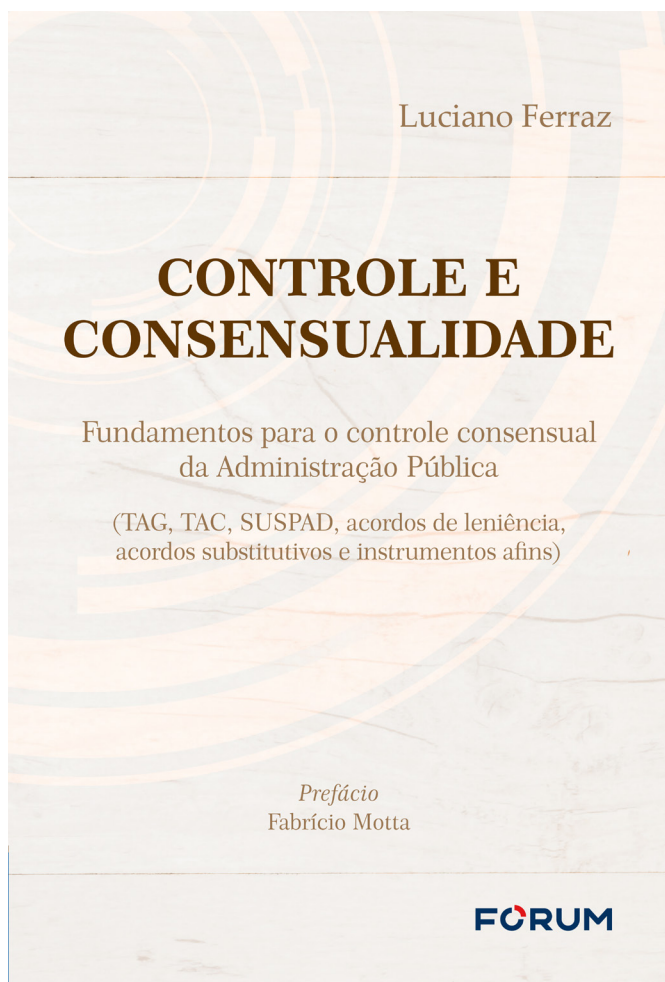 Luciano Ferraz
CONTROLE E
CONSENSUALIDADE
Fundamentos para o controle consensual
da Administração Pública
(TAG, TAC, SUSPAD, acordos de leniência,
acordos substitutivos e instrumentos afins)
Prefácio
Fabrício Motta
FÓRUM